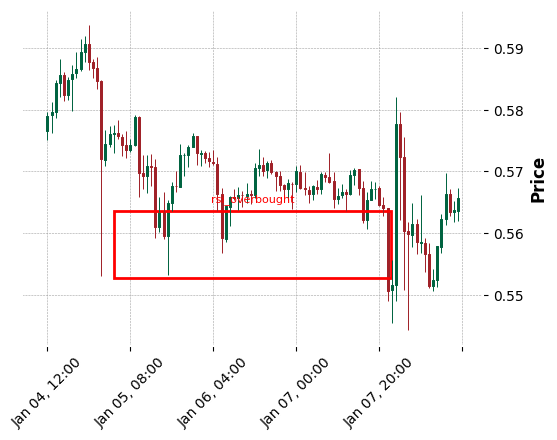 0.59
0.58
0.57
rsi_overbought
0.56
0.55
Price
Jan 04, 12:00
Jan 05, 08:00
Jan 06, 04:00
Jan 07, 00:00
Jan 07, 20:00